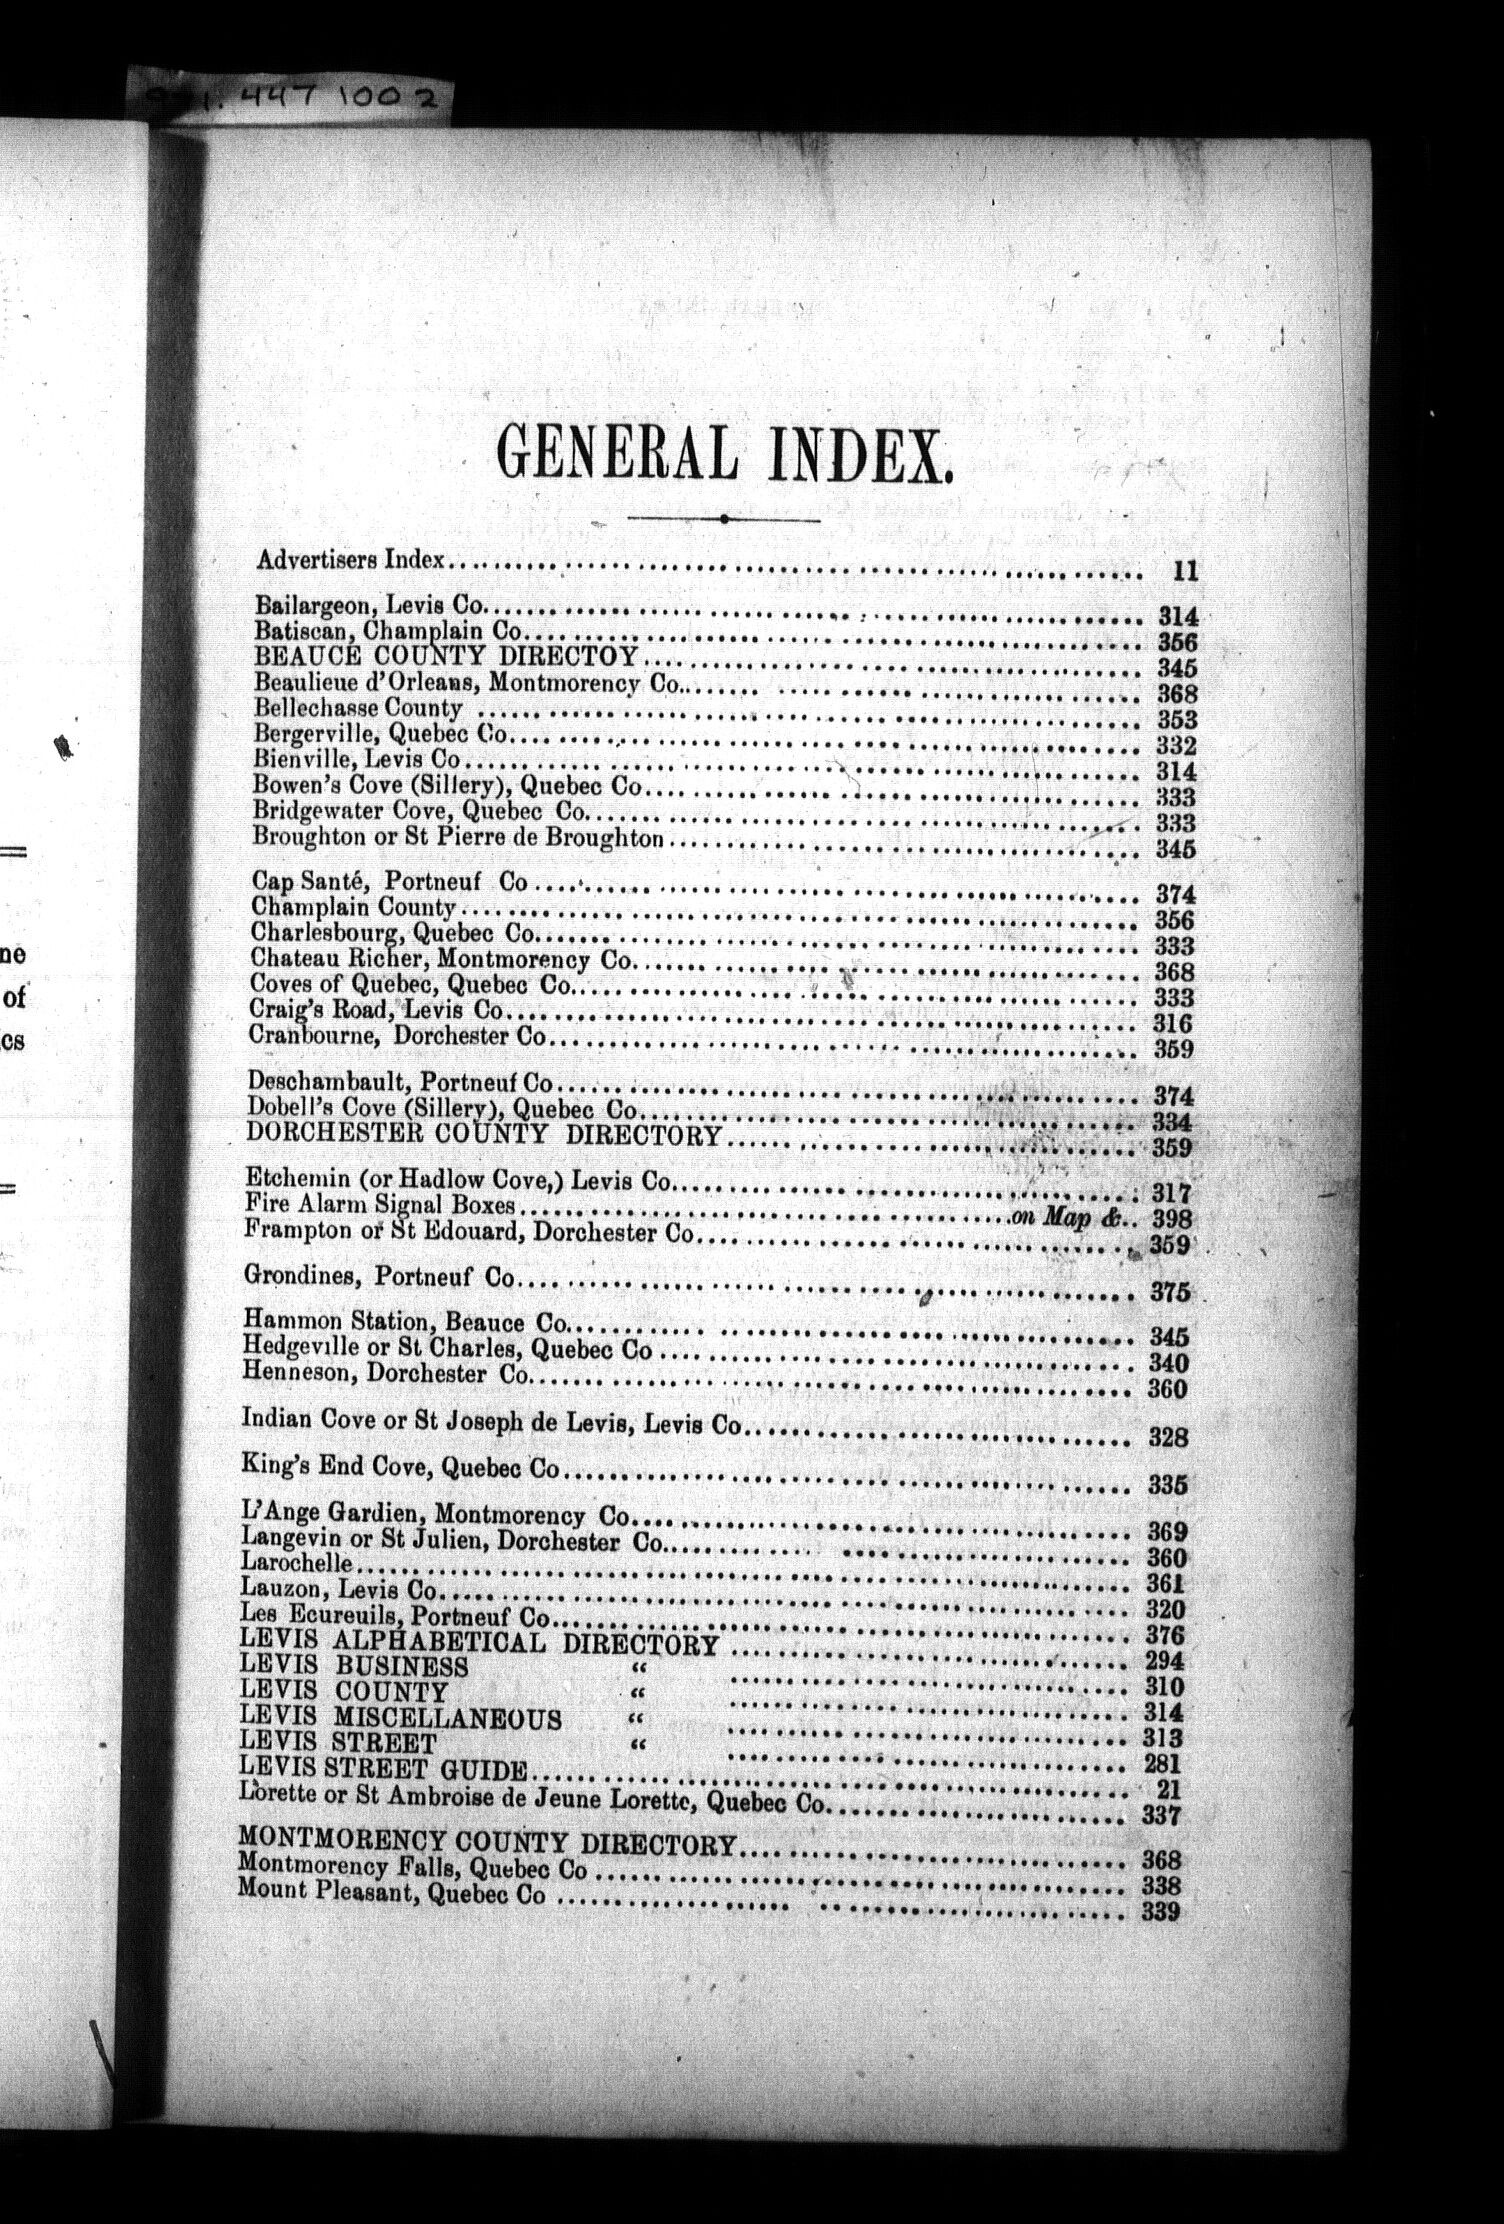 447 1002
ne
of
cs
GENERAL INDEX.
Advertisers Index........ 11
Bailargeon, Levis Co........ 314
Batiscan, Champlain Co........ 356
BEAUCE COUNTY DIRECTOY........ 345
Beaulieue d'Orleans, Montmorency Co........ 368
Bellechasse County ........ 353
Bergerville, Quebec Co........ 332
Bienville, Levis Co........ 314
Bowen's Cove (Sillery), Quebec Co........ 333
Bridgewater Cove, Quebec Co........ 333
Broughton or St Pierre de Broughton........ 345
Cap Santé, Portneuf Co........ 374
Champlain County........ 356
Charlesbourg, Quebec Co........ 333
Chateau Richer, Montmorency Co........ 368
Coves of Quebec, Quebec Co........ 333
Craig's Road, Levis Co........ 316
Cranbourne, Dorchester Co........ 359
Deschambault, Portneuf Co........ 374
Dobell's Cove (Sillery), Quebec Co........ 334
DORCHESTER COUNTY DIRECTORY........ 359
Etchemin (or Hadlow Cove,) Levis Co........ 317
Fire Alarm Signal Boxes........on Map &.. 398
Frampton or St Edouard, Dorchester Co........ 359
Grondines, Portneuf Co........ 375
Hammon Station, Beauce Co........ 345
Hedgeville or St Charles, Quebec Co ........ 340
Henneson, Dorchester Co........ 360
Indian Cove or St Joseph de Levis, Levis Co........ 328
King's End Cove, Quebec Co........ 335
L'Ange Gardien, Montmorency Co........ 369
Langevin or St Julien, Dorchester Co........ 360
Larochelle........ 361
Lauzon, Levis Co........ 320
Les Ecureuils, Portneuf Co........ 376
LEVIS ALPHABETICAL DIRECTORY ........ 294
LEVIS BUSINESS “ ........ 310
LEVIS COUNTY “ ........ 314
LEVIS MISCELLANEOUS “ ........ 313
LEVIS STREET “ ........ 281
LEVIS STREET GUIDE........ 21
Lorette or St Ambroise de Jeune Lorette, Quebec Co........ 337
MONTMORENCY COUNTY DIRECTORY........ 368
Montmorency Falls, Quebec Co ........ 338
Mount Pleasant, Quebec Co ........ 339